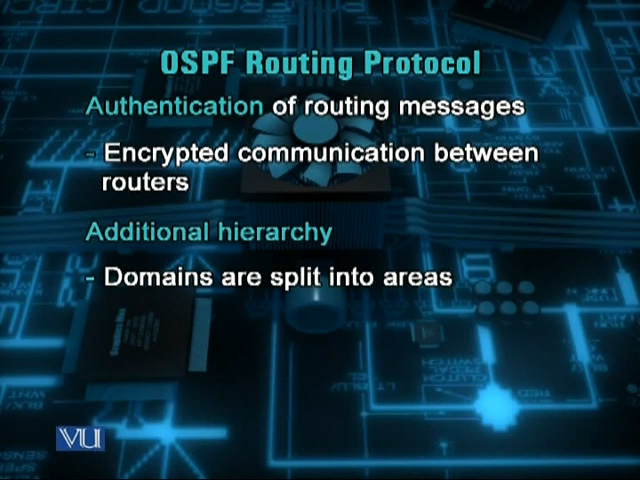 OSPF Routing Protocol
Authentication of routing messages
- Encrypted communication between
routers
Additional hierarchy
- Domains are split into areas
VU